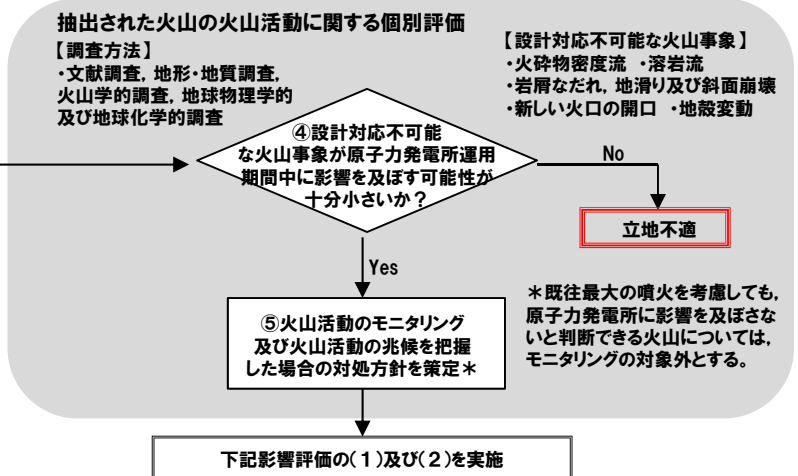 抽出された火山の火山活動に関する個別評価
【調査方法】
・文献調査, 地形・地質調査,
火山学的調査, 地球物理学的
及び地球化学的調査
【設計対応不可能な火山事象】
・火砕物密度流 ・溶岩流
・岩屑なだれ, 地滑り及び斜面崩壊
・新しい火口の開口 ・地殻変動
④設計対応不可能
な火山事象が原子力発電所運用
期間中に影響を及ぼす可能性が
十分小さいか？
No
立地不適
Yes
⑤火山活動のモニタリング
及び火山活動の兆候を把握
した場合の対処方針を策定＊
＊既往最大の噴火を考慮しても,
原子力発電所に影響を及ぼさな
いと判断できる火山については,
モニタリングの対象外とする。
下記影響評価の(１)及び(２)を実施